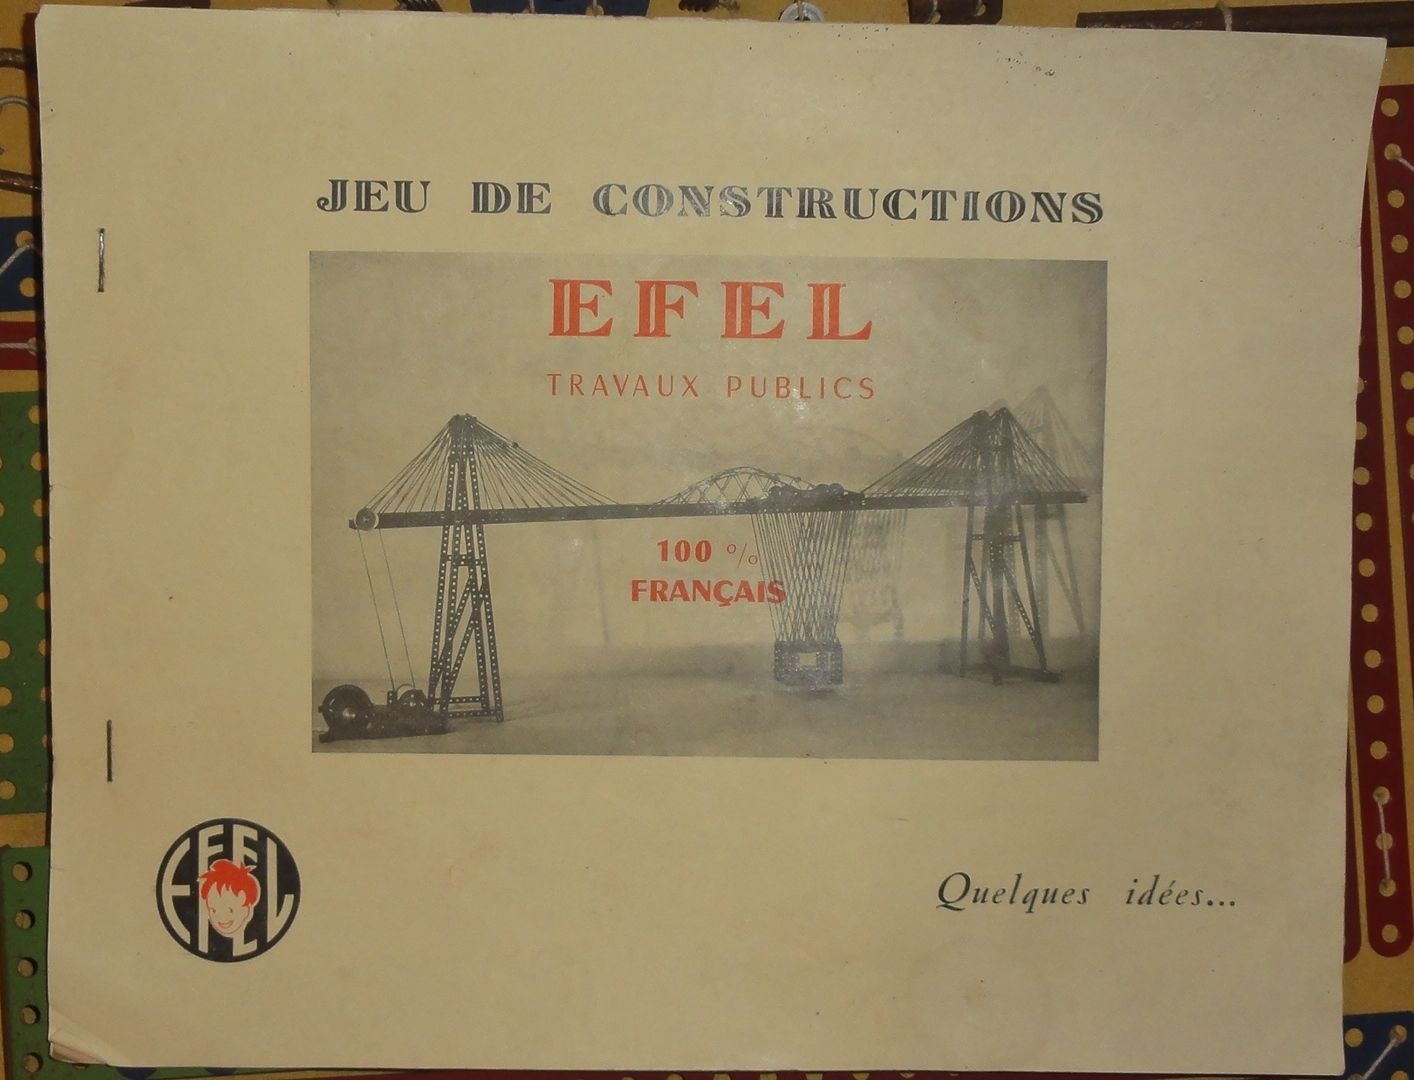 JEU DE CONSTRUCTIONS
EFEL
TRAVAUX PUBLICS
100 %
FRANÇAIS
EFEL
Quelques idées...